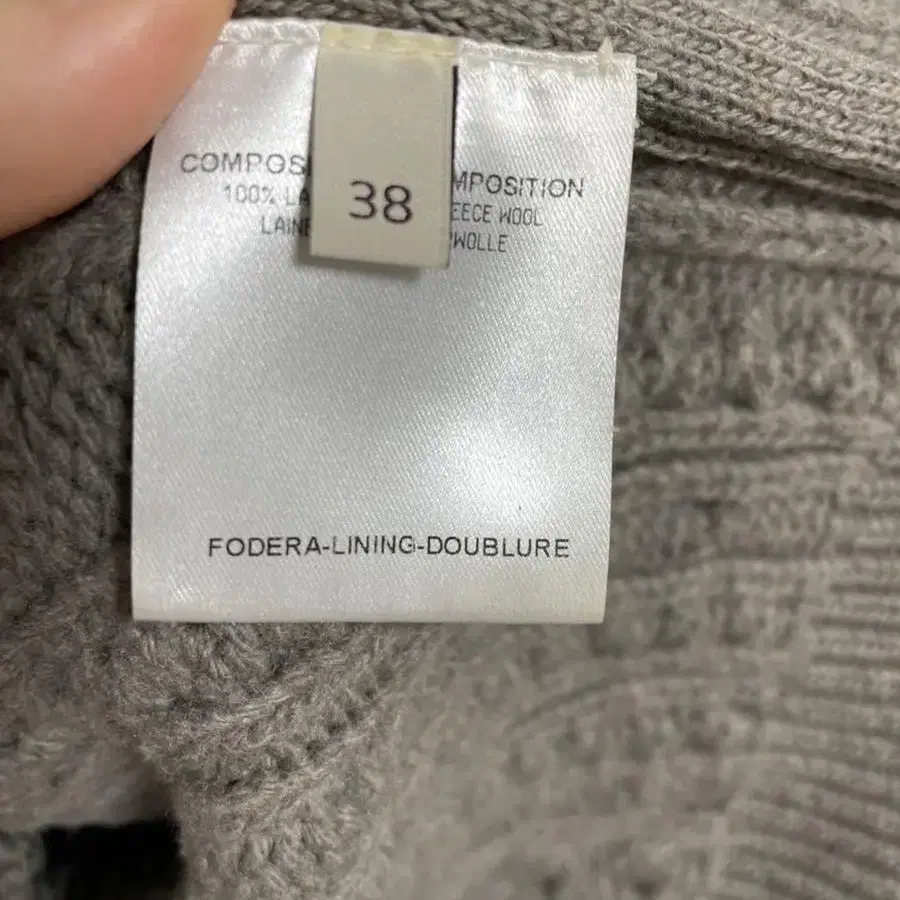 38
COMPOS MPOSITION
100% LA EECE WOOL
LAINE WOLLE
FODERA-LINING-DOUBLURE